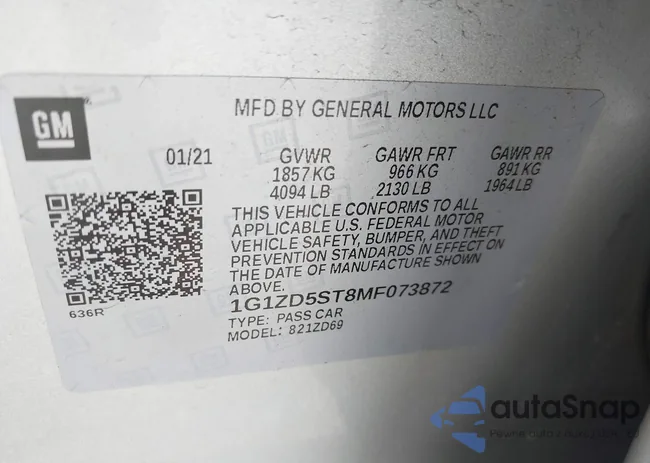 GM
MFD BY GENERAL MOTORS LLC
01/21 GVWR GAWR FRT GAWR RR
1857 KG 966 KG 891 KG
4094 LB 2130 LB 1964 LB
THIS VEHICLE CONFORMS TO ALL
APPLICABLE U.S. FEDERAL MOTOR
VEHICLE SAFETY, BUMPER, AND THEFT
PREVENTION STANDARDS IN EFFECT ON
THE DATE OF MANUFACTURE SHOWN
ABOVE.
1G1ZD5ST8MF073872
636R
TYPE: PASS CAR
MODEL: 821ZD69
autaSnap